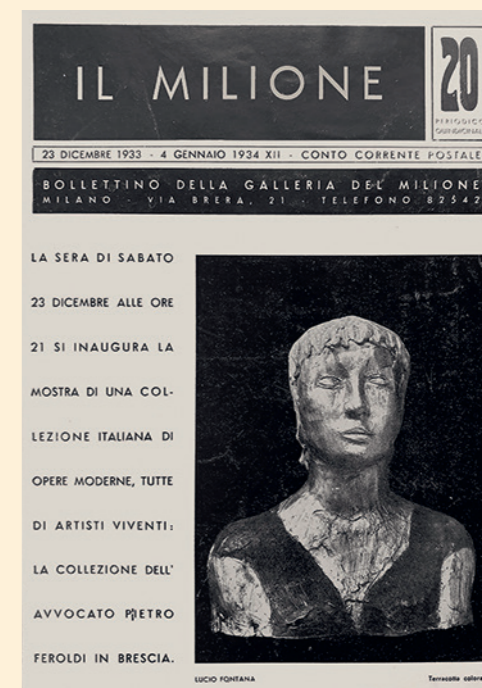 IL MILIONE
20
PERIODICO
QUINDICINALE
23 DICEMBRE 1933 - 4 GENNAIO 1934 XII - CONTO CORRENTE POSTALE
BOLLETTINO DELLA GALLERIA DEL MILIONE
MILANO · VIA BRERA, 21 · TELEFONO 82542
LA SERA DI SABATO
23 DICEMBRE ALLE ORE
21 SI INAUGURA LA
MOSTRA DI UNA COL-
LEZIONE ITALIANA DI
OPERE MODERNE, TUTTE
DI ARTISTI VIVENTI:
LA COLLEZIONE DELL'
AVVOCATO PIETRO
FEROLDI IN BRESCIA.
LUCIO FONTANA
Terracotta colora